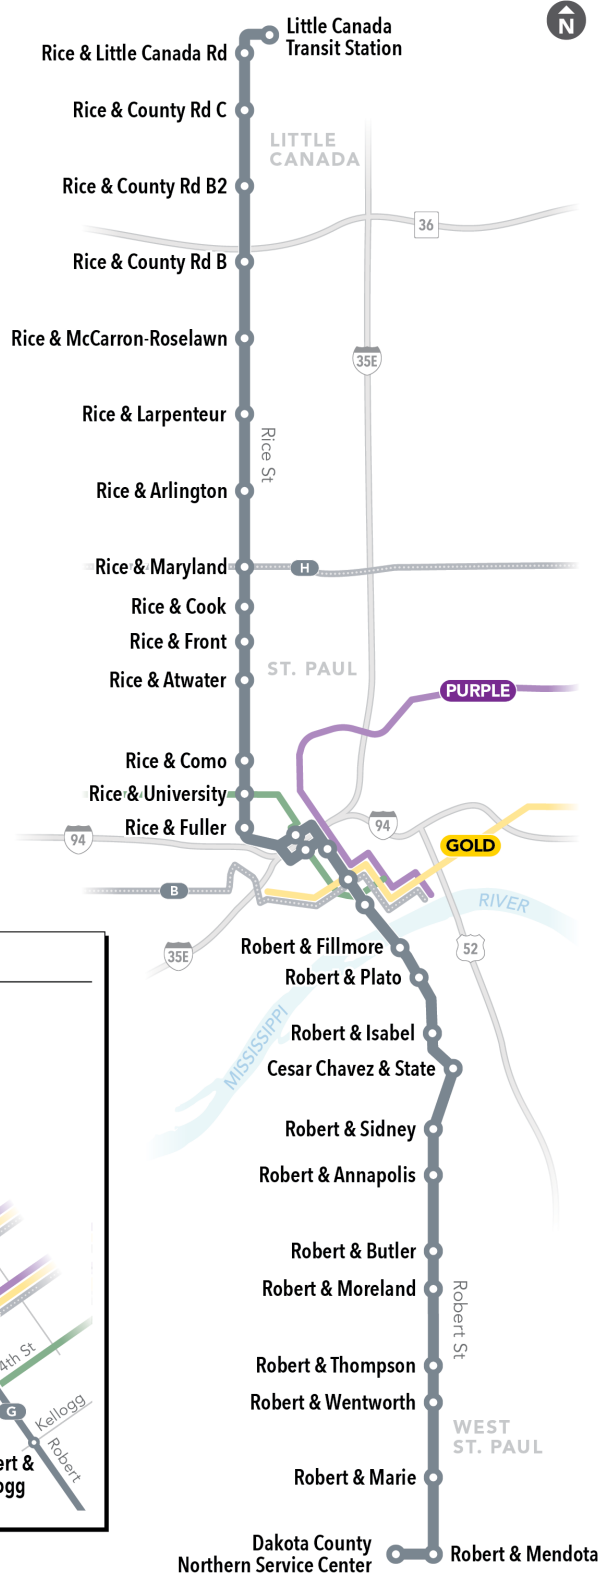 N
Little Canada
Transit Station
Rice & Little Canada Rd
Rice & County Rd C
LITTLE
CANADA
Rice & County Rd B2
36
Rice & County Rd B
Rice & McCarron-Roselawn
35E
Rice & Larpenteur
Rice St
Rice & Arlington
Rice & Maryland
H
Rice & Cook
Rice & Front
ST. PAUL
Rice & Atwater
PURPLE
Rice & Como
Rice & University
Rice & Fuller
94
94
GOLD
B
RIVER
35E
Robert & Fillmore
52
Robert & Plato
MISSISSIPPI
Robert & Isabel
Cesar Chavez & State
Robert & Sidney
Robert & Annapolis
Robert & Butler
Robert & Moreland
Robert St
4th St
Robert & Thompson
G
Kellogg
Robert & Wentworth
WEST
ST. PAUL
Robert
ert &
ogg
Robert & Marie
Dakota County
Northern Service Center
Robert & Mendota